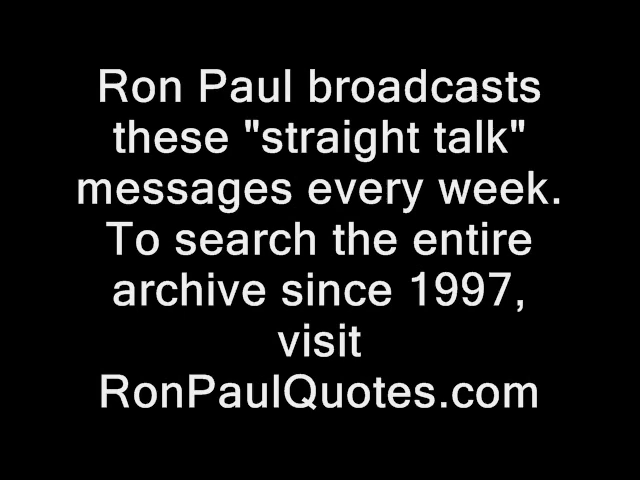 Ron Paul broadcasts
these "straight talk"
messages every week.
To search the entire
archive since 1997,
visit
RonPaulQuotes.com